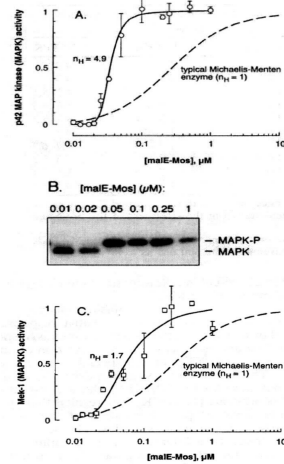 A.
p42 MAP kinase (MAPK) activity
1
0.5
0
nH = 4.9
typical Michaelis-Menten
enzyme (nH = 1)
0.01 0.1 1 10
[malE-Mos], µM
B. [malE-Mos] (µM):
0.01 0.02 0.05 0.1 0.25 1
MAPK-P
MAPK
C.
Mek-1 (MAPKK) activity
1
0.5
0
nH = 1.7
typical Michaelis-Menten
enzyme (nH = 1)
0.01 0.1 1 10
[malE-Mos], µM